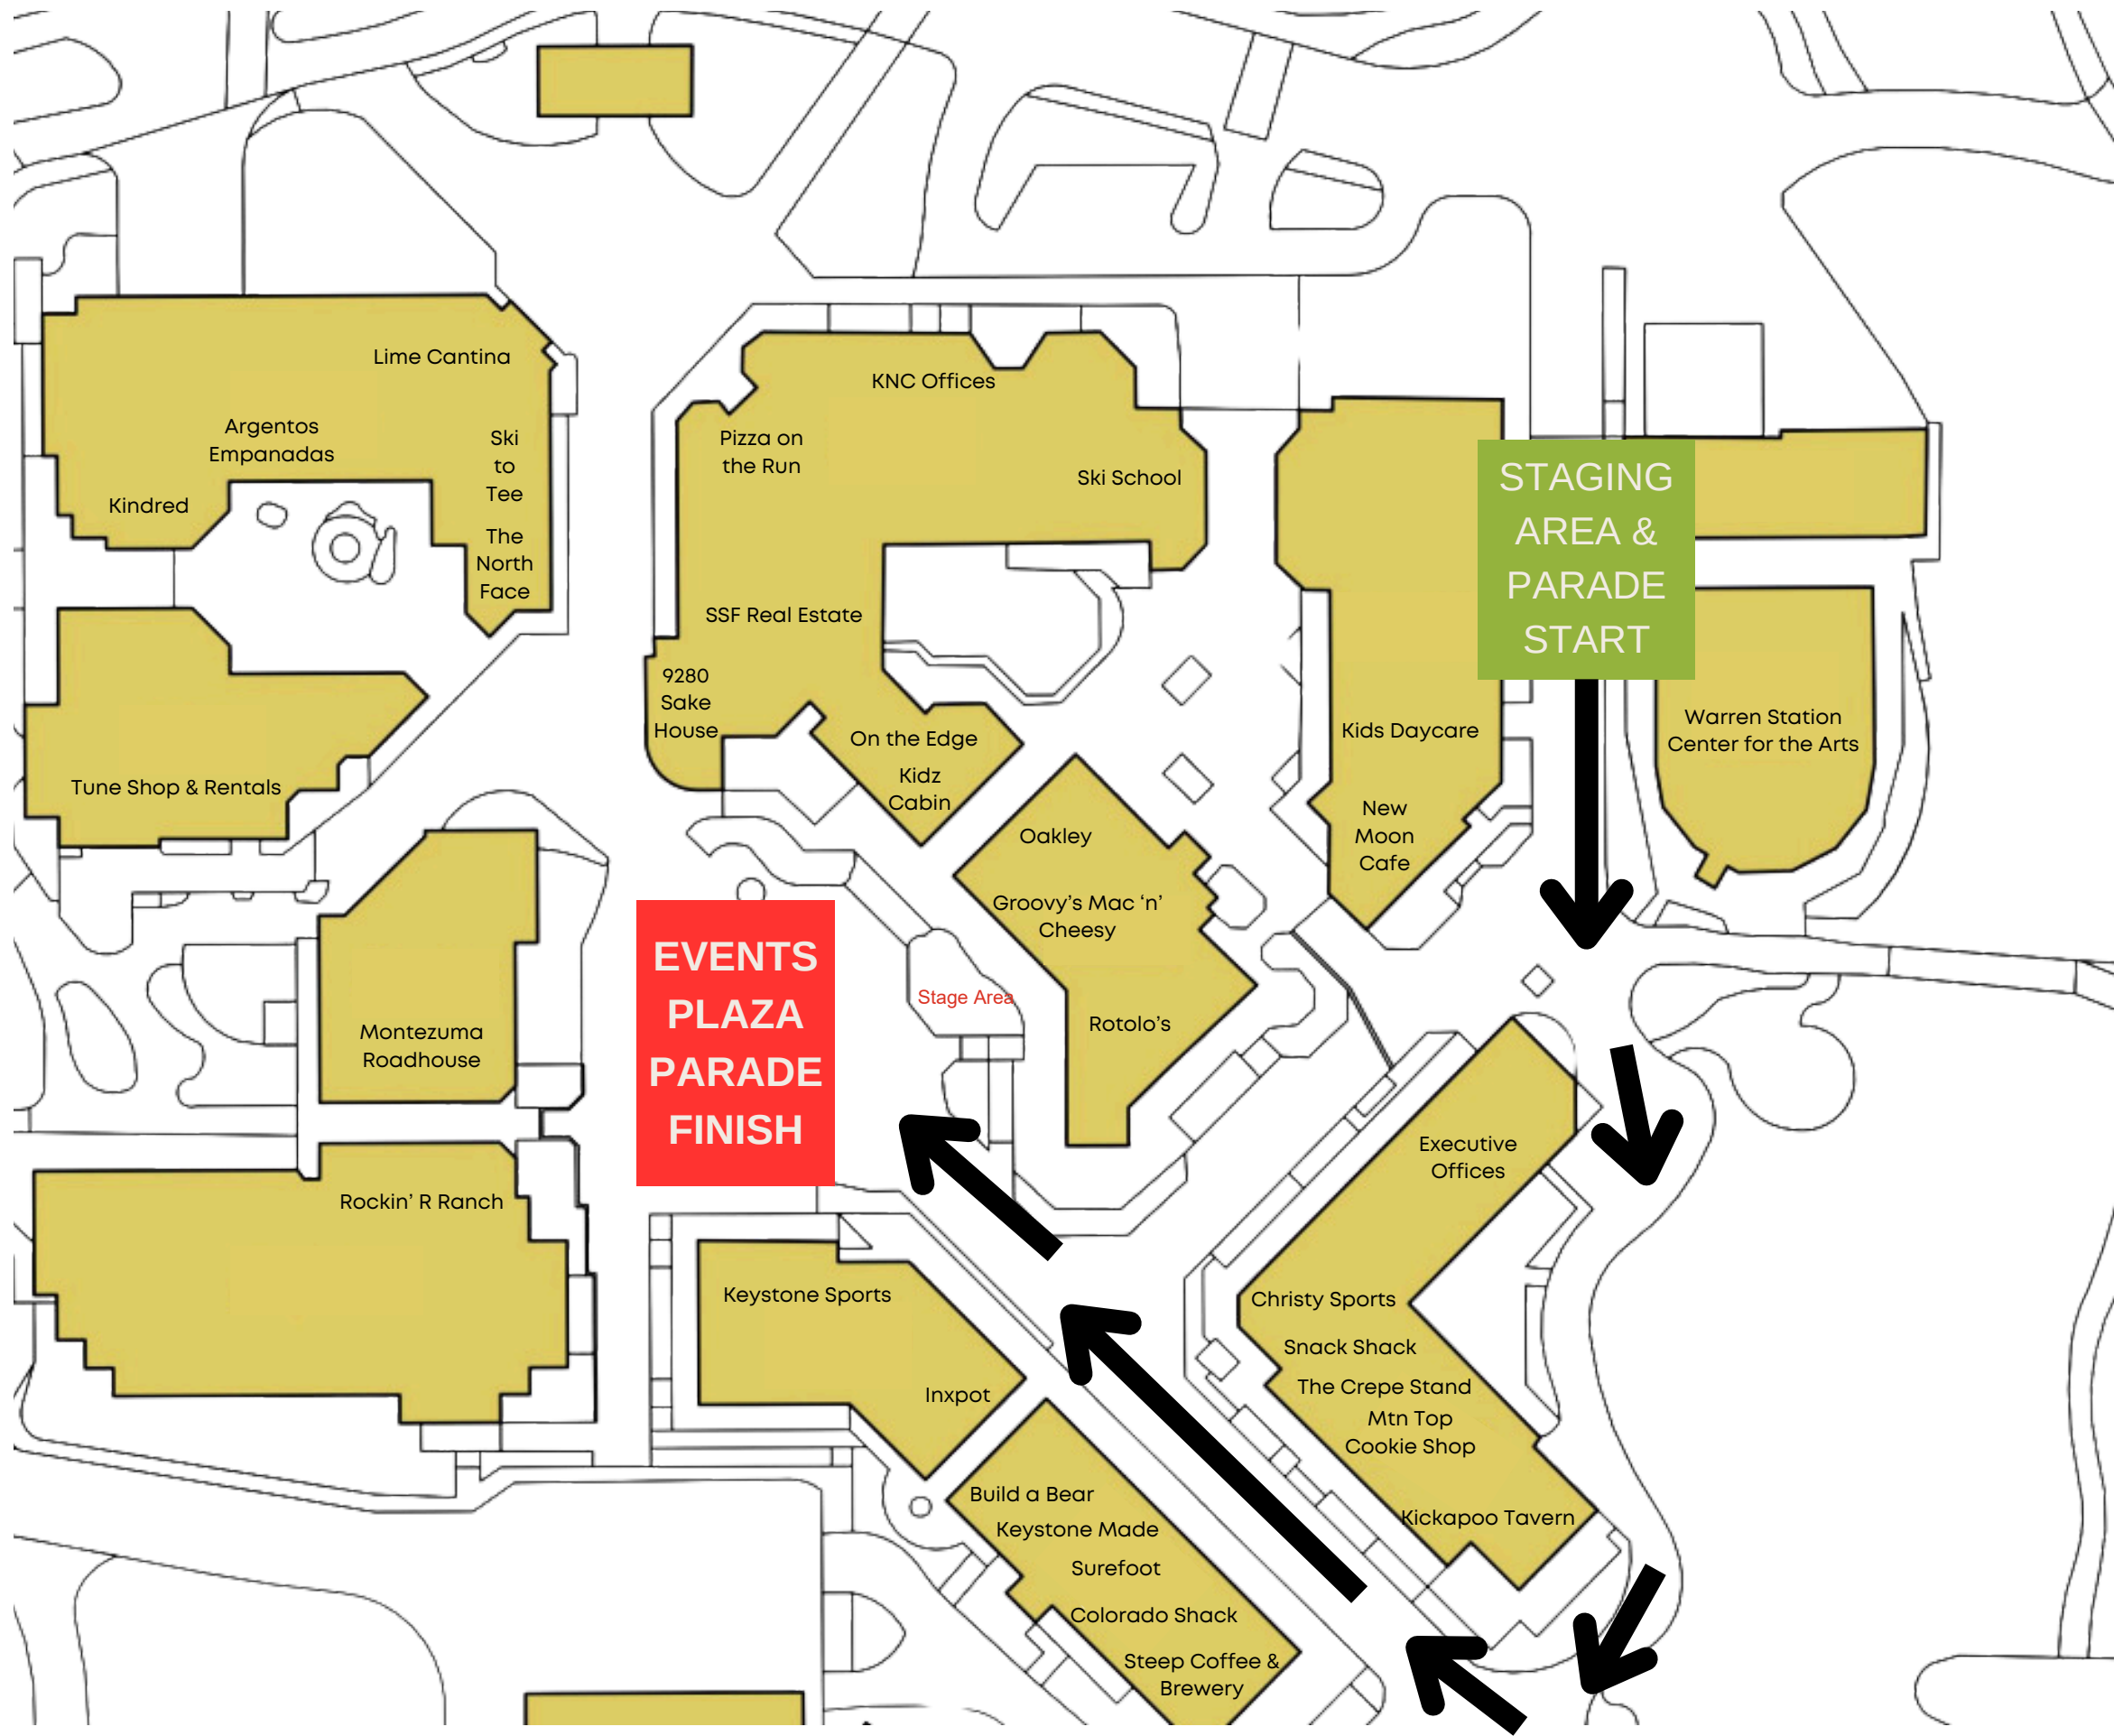 Lime Cantina
Argentos
Empanadas
Kindred
Ski
to
Tee
The
North
Face
Tune Shop & Rentals
Montezuma
Roadhouse
Rockin’ R Ranch
KNC Offices
Pizza on
the Run
Ski School
SSF Real Estate
9280
Sake
House
On the Edge
Kidz
Cabin
Oakley
Groovy’s Mac ‘n’
Cheesy
Rotolo’s
Stage Area
Kids Daycare
New
Moon
Cafe
STAGING
AREA &
PARADE
START
Warren Station
Center for the Arts
EVENTS
PLAZA
PARADE
FINISH
Executive
Offices
Christy Sports
Snack Shack
The Crepe Stand
Mtn Top
Cookie Shop
Kickapoo Tavern
Keystone Sports
Inxpot
Build a Bear
Keystone Made
Surefoot
Colorado Shack
Steep Coffee &
Brewery